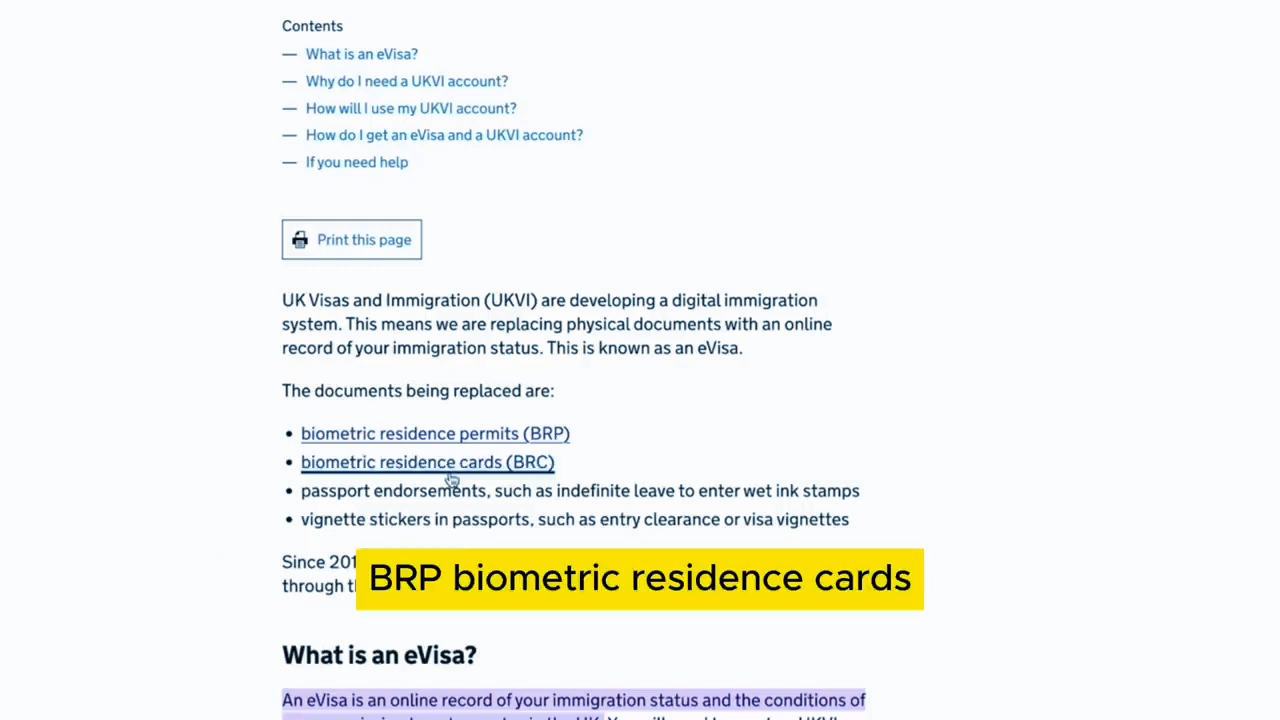 Contents
— What is an eVisa?
— Why do I need a UKVI account?
— How will I use my UKVI account?
— How do I get an eVisa and a UKVI account?
— If you need help
Print this page
UK Visas and Immigration (UKVI) are developing a digital immigration
system. This means we are replacing physical documents with an online
record of your immigration status. This is known as an eVisa.
The documents being replaced are:
• biometric residence permits (BRP)
• biometric residence cards (BRC)
• passport endorsements, such as indefinite leave to enter wet ink stamps
• vignette stickers in passports, such as entry clearance or visa vignettes
Since 201
through th
BRP biometric residence cards
What is an eVisa?
An eVisa is an online record of your immigration status and the conditions of